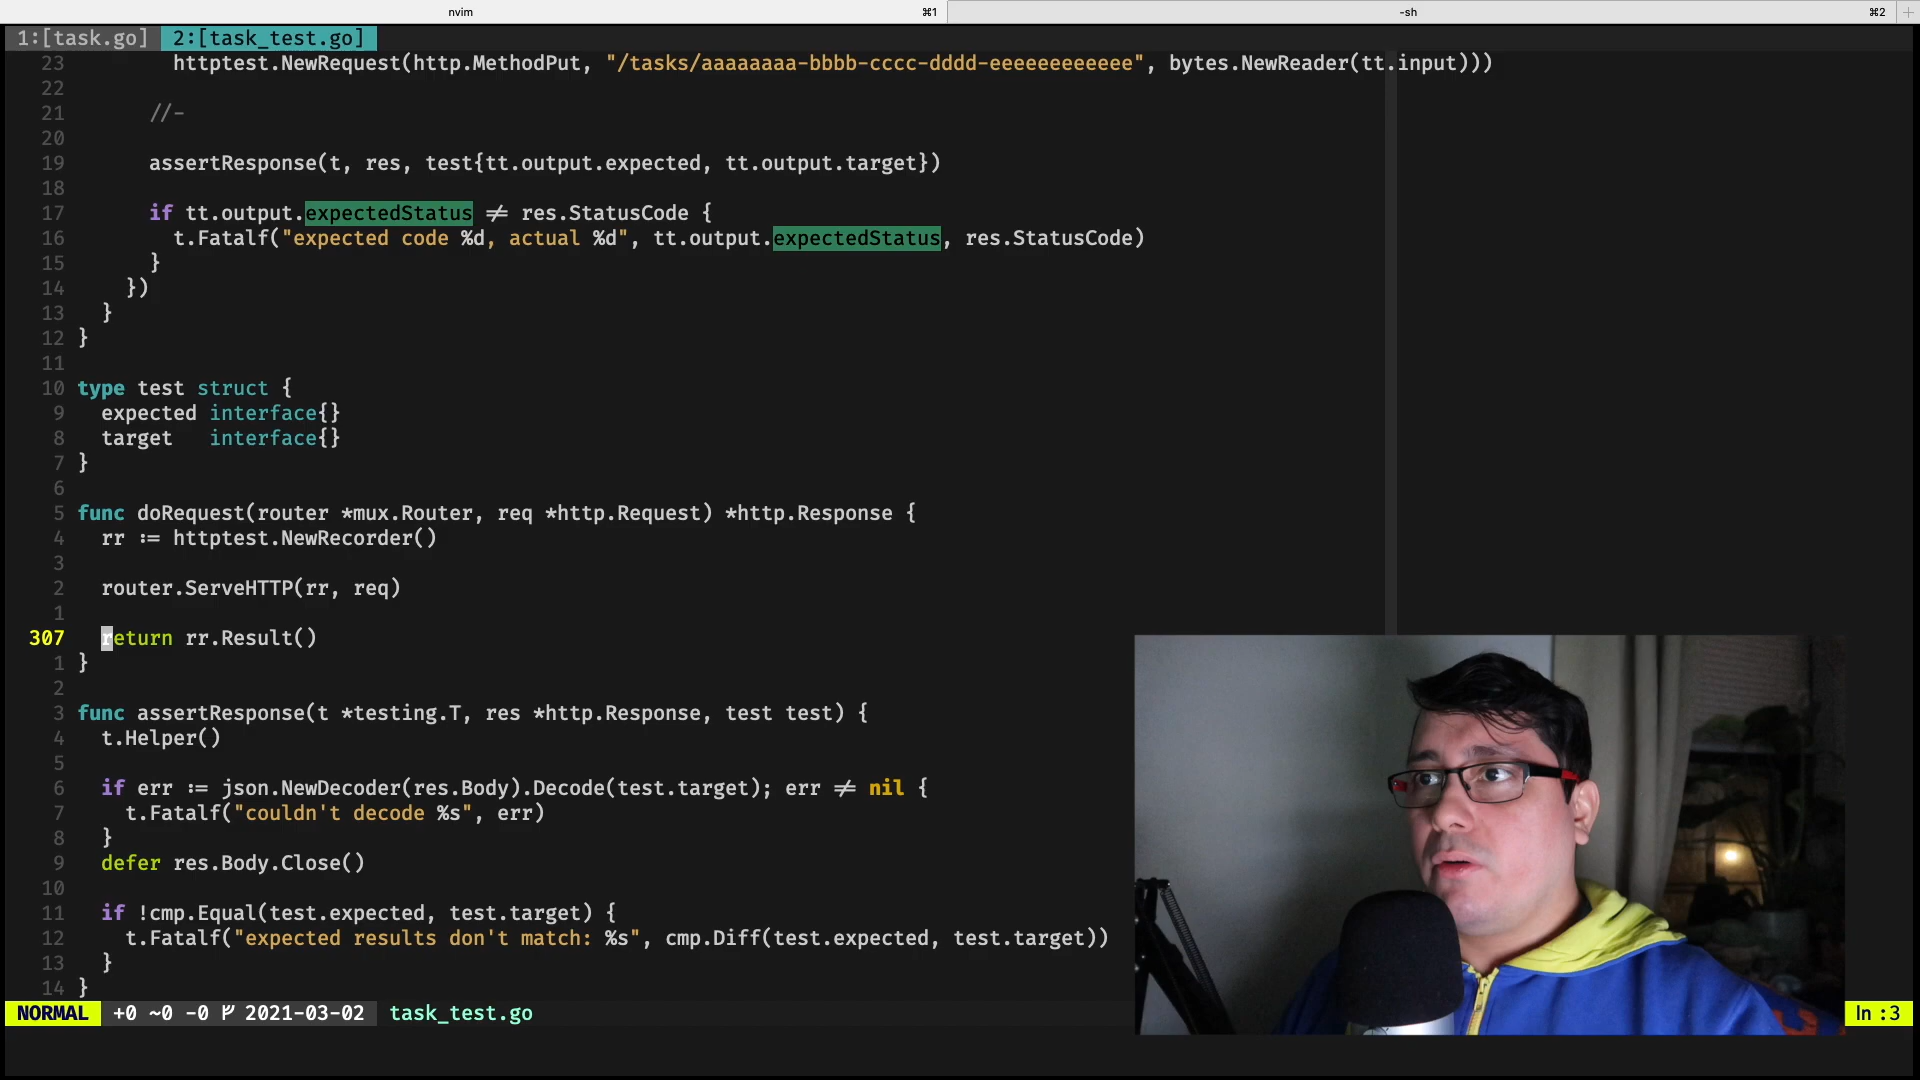 nvim ⌘1 -sh ⌘2 +
1:[task.go] 2:[task_test.go]
23 httptest.NewRequest(http.MethodPut, "/tasks/aaaaaaaa-bbbb-cccc-dddd-eeeeeeeeeeee", bytes.NewReader(tt.input)))
22
21 //-
20
19 assertResponse(t, res, test{tt.output.expected, tt.output.target})
18
17 if tt.output.expectedStatus != res.StatusCode {
16 t.Fatalf("expected code %d, actual %d", tt.output.expectedStatus, res.StatusCode)
15 }
14 })
13 }
12 }
11
10 type test struct {
9 expected interface{}
8 target interface{}
7 }
6
5 func doRequest(router *mux.Router, req *http.Request) *http.Response {
4 rr := httptest.NewRecorder()
3
2 router.ServeHTTP(rr, req)
1
307 return rr.Result()
1 }
2
3 func assertResponse(t *testing.T, res *http.Response, test test) {
4 t.Helper()
5
6 if err := json.NewDecoder(res.Body).Decode(test.target); err != nil {
7 t.Fatalf("couldn't decode %s", err)
8 }
9 defer res.Body.Close()
10
11 if !cmp.Equal(test.expected, test.target) {
12 t.Fatalf("expected results don't match: %s", cmp.Diff(test.expected, test.target))
13 }
14 }
NORMAL +0 ~0 -0 2021-03-02 task_test.go ln :3